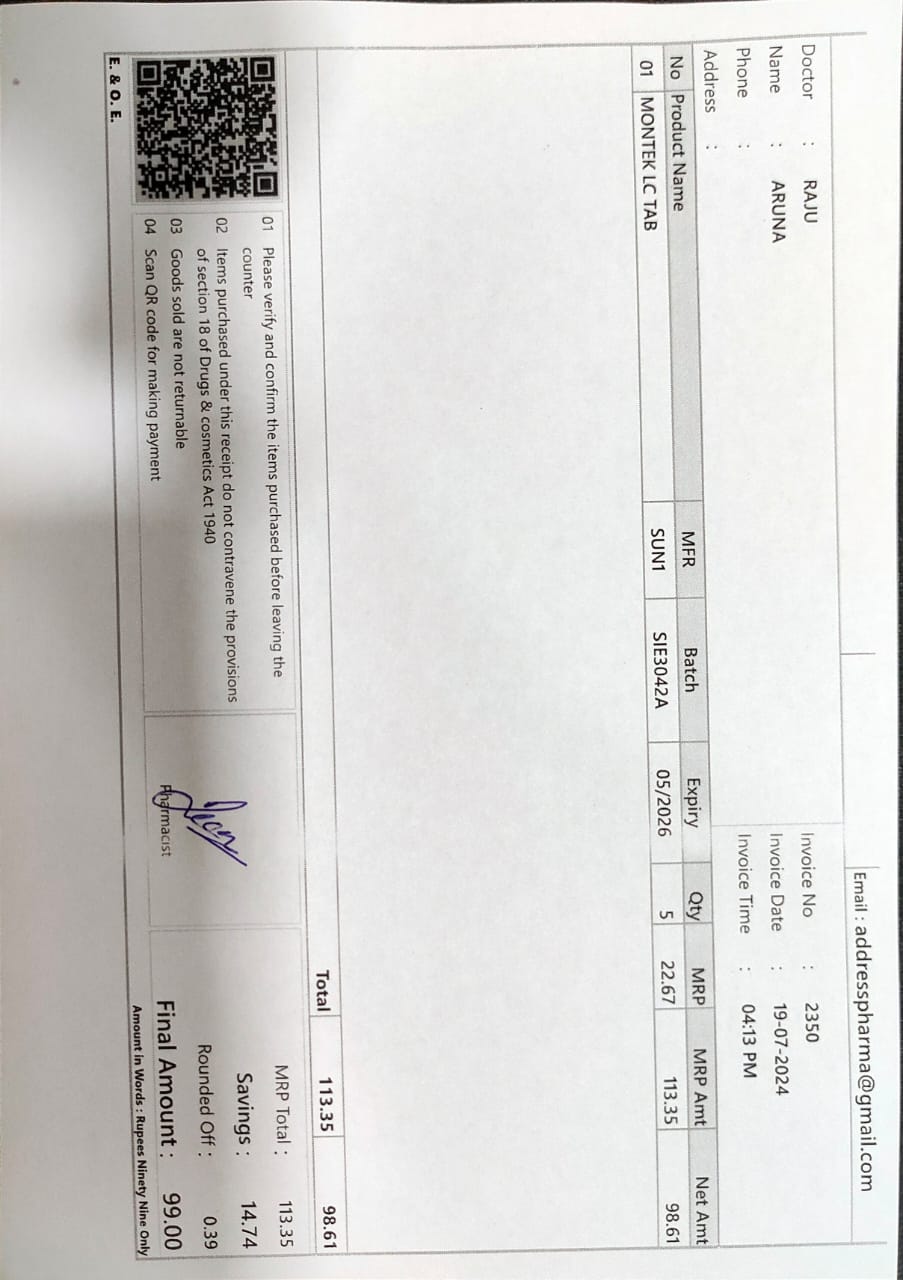 Email : addresspharma@gmail.com
Doctor : RAJU
Name : ARUNA
Phone :
Address :
Invoice No : 2350
Invoice Date : 19-07-2024
Invoice Time : 04:13 PM
No Product Name MFR Batch Expiry Qty MRP MRP Amt Net Amt
01 MONTEK LC TAB SUN1 SIE3042A 05/2026 5 22.67 113.35 98.61
Total 113.35 98.61
01 Please verify and confirm the items purchased before leaving the
counter
02 Items purchased under this receipt do not contravene the provisions
of section 18 of Drugs & cosmetics Act 1940
03 Goods sold are not returnable
04 Scan QR code for making payment
E. & O. E.
Pharmacist
MRP Total : 113.35
Savings : 14.74
Rounded Off : 0.39
Final Amount : 99.00
Amount in Words : Rupees Ninety Nine Only